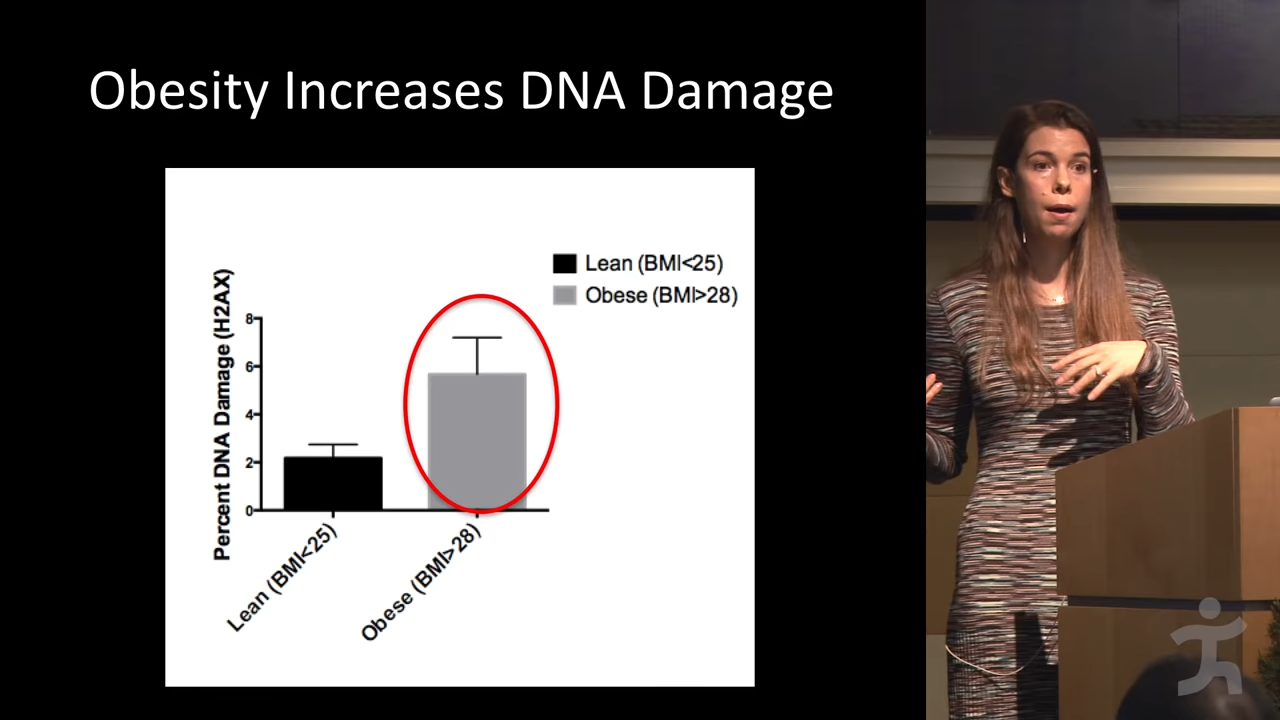 Obesity Increases DNA Damage
Lean (BMI<25)
Obese (BMI>28)
Percent DNA Damage (H2AX)
8
6
4
2
0
Lean (BMI<25)
Obese (BMI>28)